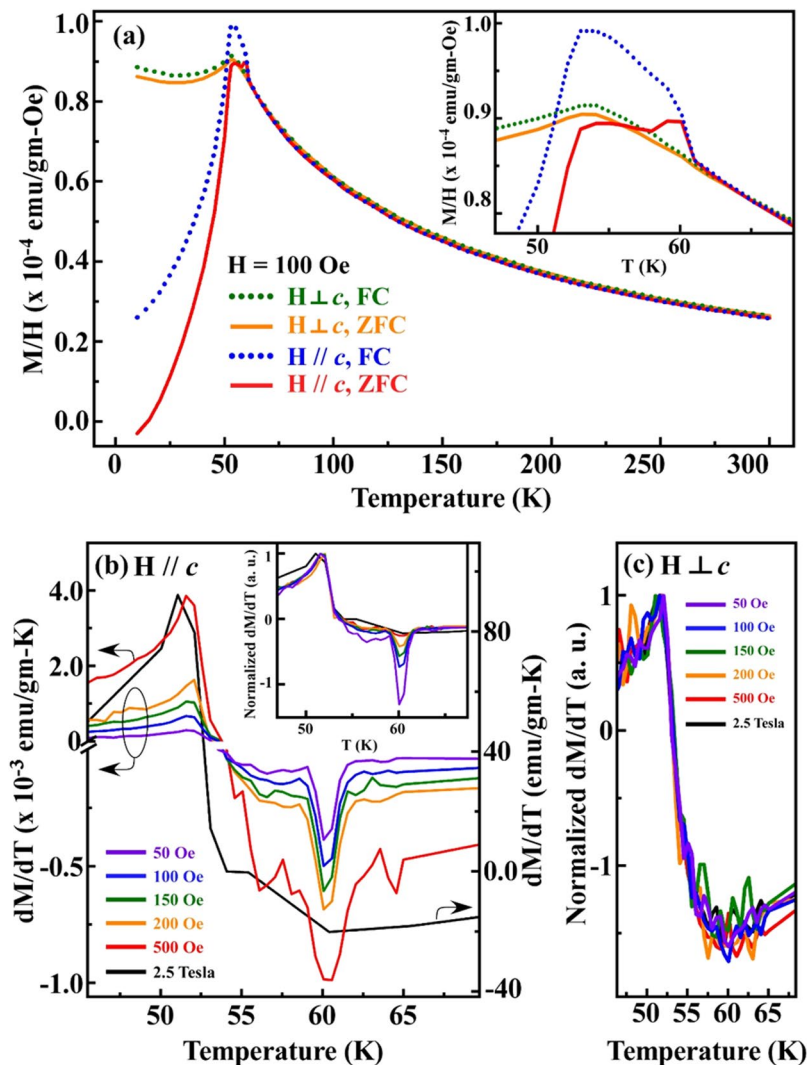 (a)
M/H (x 10⁻⁴ emu/gm-Oe)
1.0
0.8
0.6
0.4
0.2
0.0
H = 100 Oe
H ⊥ c, FC
H ⊥ c, ZFC
H // c, FC
H // c, ZFC
0 50 100 150 200 250 300
Temperature (K)
M/H (x 10⁻⁴ emu/gm-Oe)
1.0
0.9
0.8
50 60
T (K)
(b) H // c
dM/dT (x 10⁻³ emu/gm-K)
4.0
2.0
0
-0.5
-1.0
50 Oe
100 Oe
150 Oe
200 Oe
500 Oe
2.5 Tesla
50 55 60 65
Temperature (K)
dM/dT (emu/gm-K)
80
40
0.0
-40
Normalized dM/dT (a. u.)
1
0
-1
50 60
T (K)
(c) H ⊥ c
Normalized dM/dT (a. u.)
1
0
-1
50 Oe
100 Oe
150 Oe
200 Oe
500 Oe
2.5 Tesla
50 55 60 65
Temperature (K)